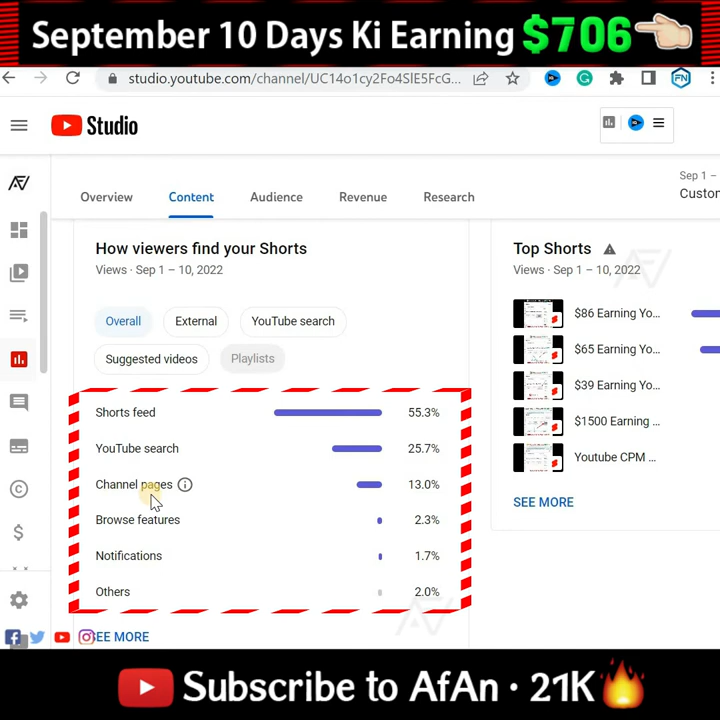 September 10 Days Ki Earning $706
studio.youtube.com/channel/UC14o1cy2Fo4SlE5FcG...
Studio
Overview
Content
Audience
Revenue
Research
Sep 1 –
Custom
How viewers find your Shorts
Views · Sep 1 – 10, 2022
Overall
External
YouTube search
Suggested videos
Playlists
Shorts feed 55.3%
YouTube search 25.7%
Channel pages 13.0%
Browse features 2.3%
Notifications 1.7%
Others 2.0%
SEE MORE
Top Shorts
Views · Sep 1 – 10, 2022
$86 Earning Yo...
$65 Earning Yo...
$39 Earning Yo...
$1500 Earning ...
Youtube CPM ...
SEE MORE
Subscribe to AfAn · 21K